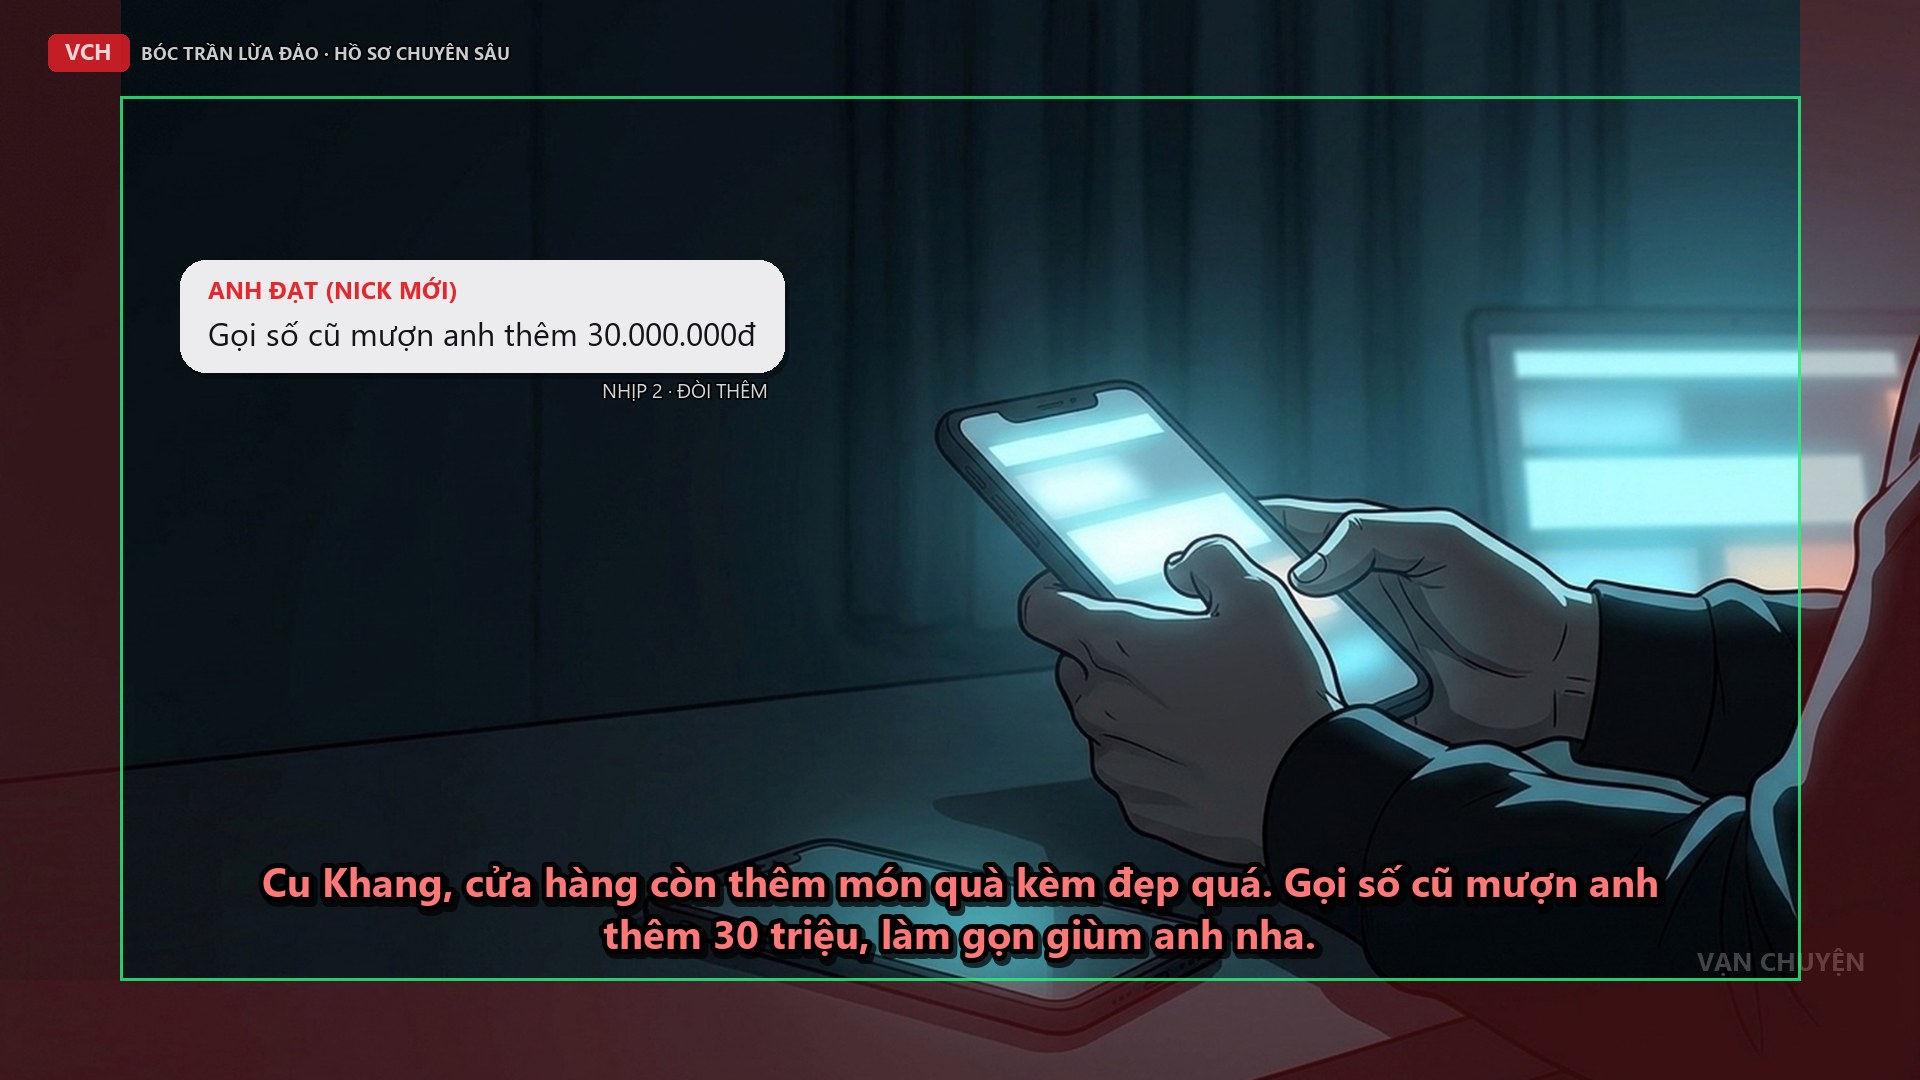 VCH BÓC TRẦN LỪA ĐẢO · HỒ SƠ CHUYÊN SÂU
ANH ĐẠT (NICK MỚI)
Gọi số cũ mượn anh thêm 30.000.000đ
NHỊP 2 · ĐÒI THÊM
Cu Khang, cửa hàng còn thêm món quà kèm đẹp quá. Gọi số cũ mượn anh
thêm 30 triệu, làm gọn giùm anh nha.
VẠN CHUYỆN